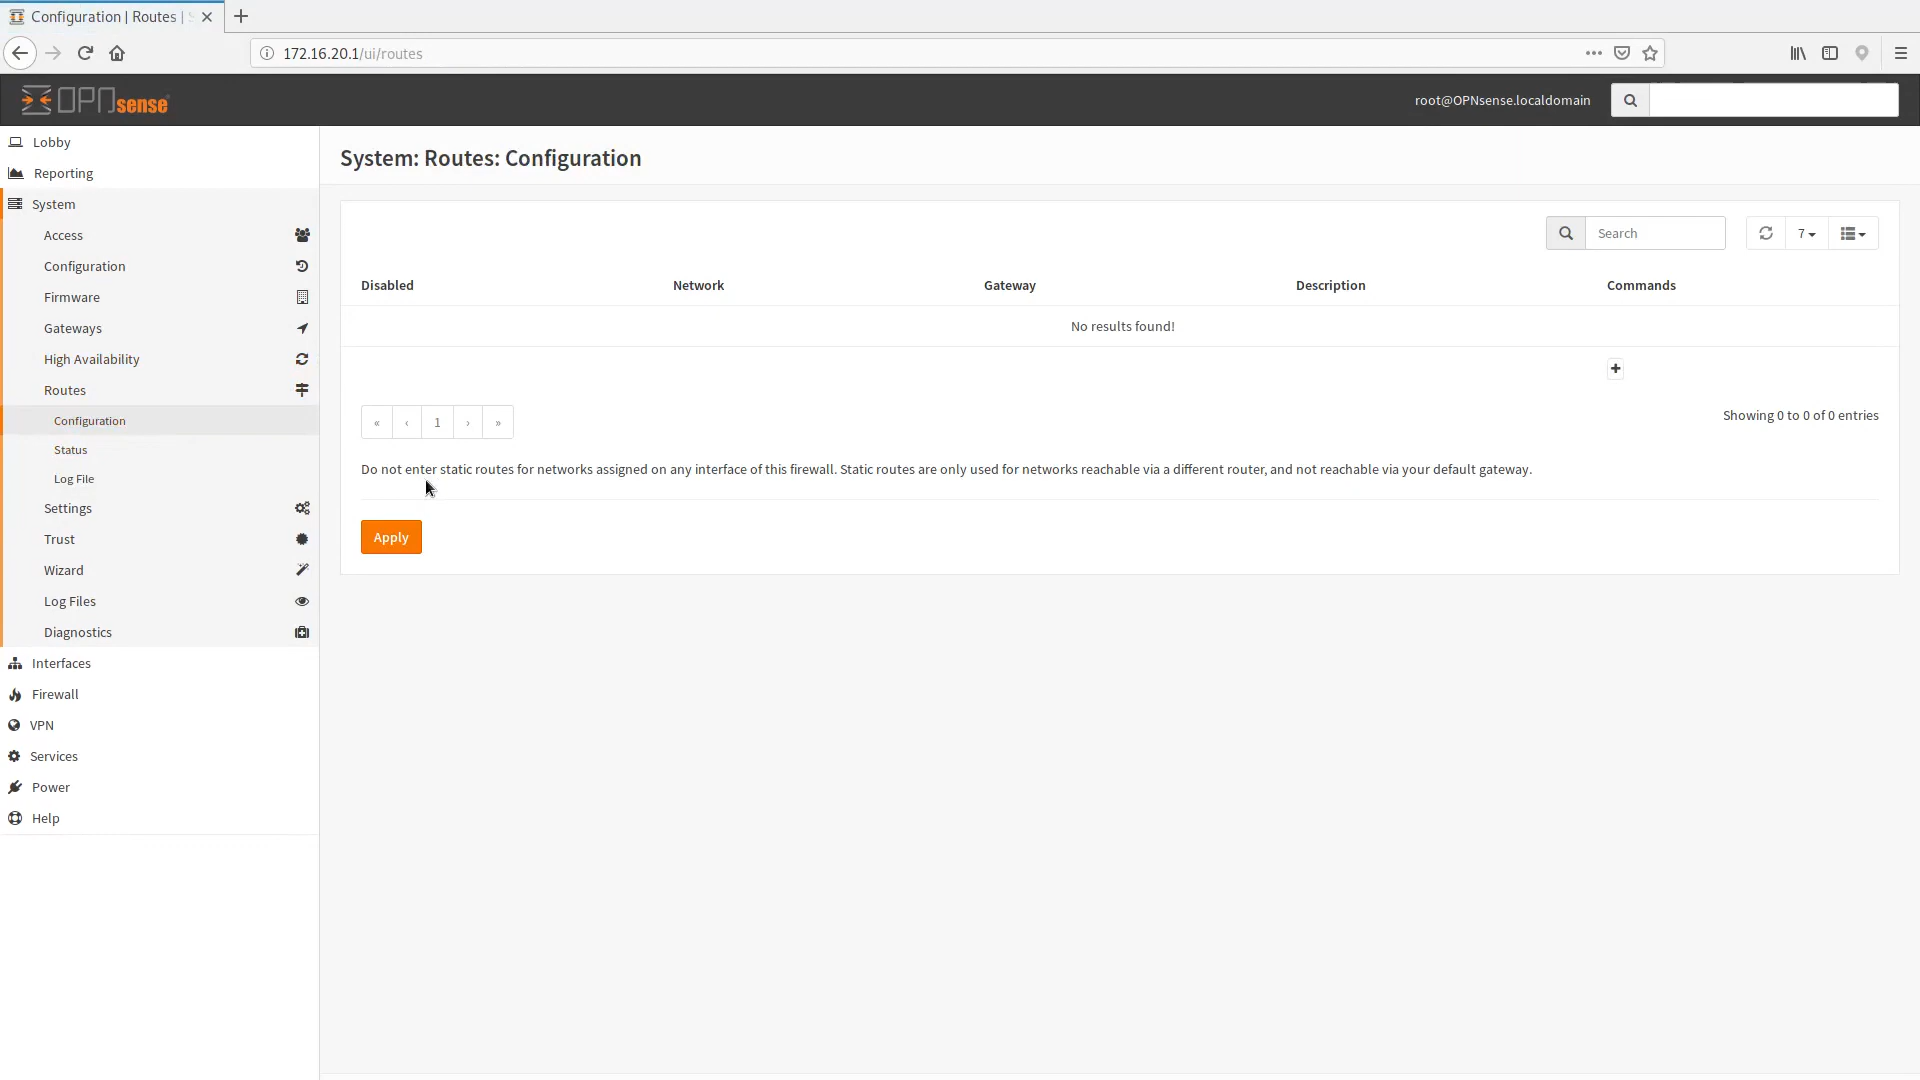 Configuration | Routes |
172.16.20.1/ui/routes
OPNsense
root@OPNsense.localdomain
Lobby
Reporting
System
Access
Configuration
Firmware
Gateways
High Availability
Routes
Configuration
Status
Log File
Settings
Trust
Wizard
Log Files
Diagnostics
Interfaces
Firewall
VPN
Services
Power
Help
System: Routes: Configuration
Search
7
Disabled Network Gateway Description Commands
No results found!
« ‹ 1 › »
Showing 0 to 0 of 0 entries
Do not enter static routes for networks assigned on any interface of this firewall. Static routes are only used for networks reachable via a different router, and not reachable via your default gateway.
Apply